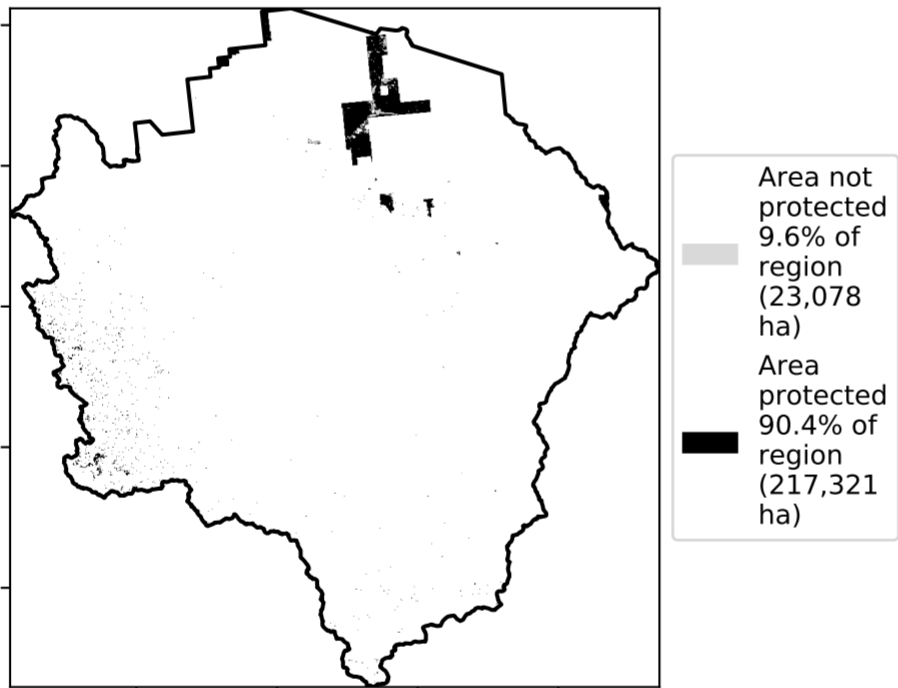 Area not
protected
9.6% of
region
(23,078
ha)
Area
protected
90.4% of
region
(217,321
ha)